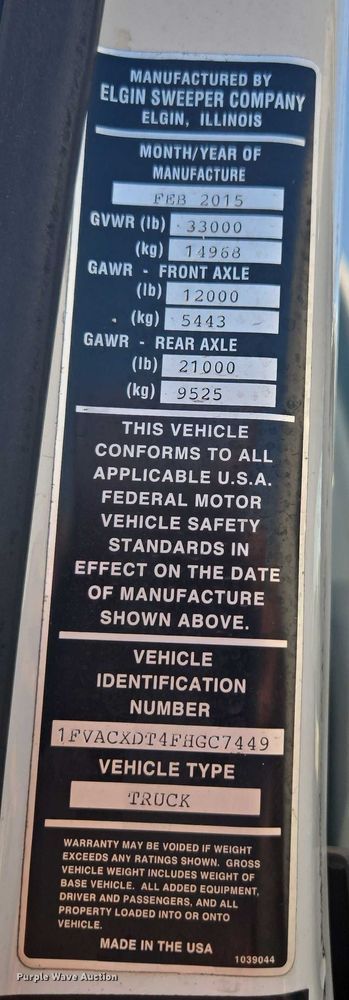 MANUFACTURED BY
ELGIN SWEEPER COMPANY
ELGIN, ILLINOIS
MONTH/YEAR OF
MANUFACTURE
FEB 2015
GVWR (lb) 33000
(kg) 14968
GAWR - FRONT AXLE
(lb) 12000
(kg) 5443
GAWR - REAR AXLE
(lb) 21000
(kg) 9525
THIS VEHICLE
CONFORMS TO ALL
APPLICABLE U.S.A.
FEDERAL MOTOR
VEHICLE SAFETY
STANDARDS IN
EFFECT ON THE DATE
OF MANUFACTURE
SHOWN ABOVE.
VEHICLE
IDENTIFICATION
NUMBER
1FVACXDT4FHGC7449
VEHICLE TYPE
TRUCK
WARRANTY MAY BE VOIDED IF WEIGHT
EXCEEDS ANY RATINGS SHOWN. GROSS
VEHICLE WEIGHT INCLUDES WEIGHT OF
BASE VEHICLE. ALL ADDED EQUIPMENT,
DRIVER AND PASSENGERS, AND ALL
PROPERTY LOADED INTO OR ONTO
VEHICLE.
MADE IN THE USA
1039044
Purple Wave Auction